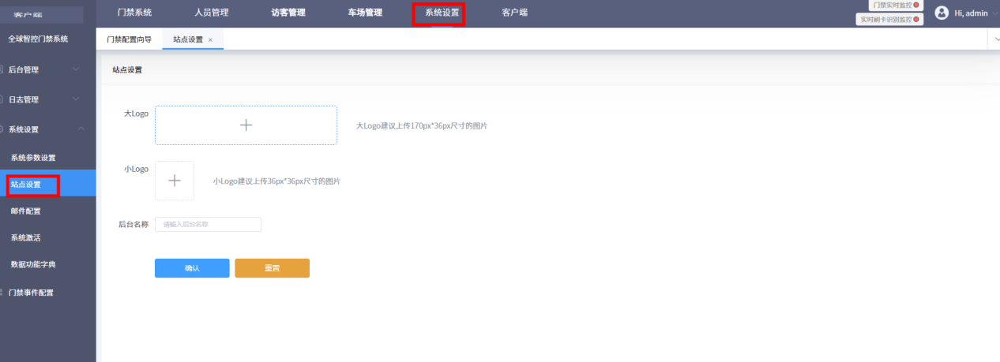 客户端
门禁系统 人员管理 访客管理 车场管理 系统设置 客户端
门禁实时监控
实时刷卡识别监控
Hi, admin
全球智控门禁系统
后台管理
日志管理
系统设置
系统参数设置
站点设置
邮件配置
系统激活
数据功能字典
门禁事件配置
门禁配置向导 站点设置 ×
站点设置
大Logo
大Logo建议上传170px*36px尺寸的图片
小Logo
小Logo建议上传36px*36px尺寸的图片
后台名称 请输入后台名称
确认 重置